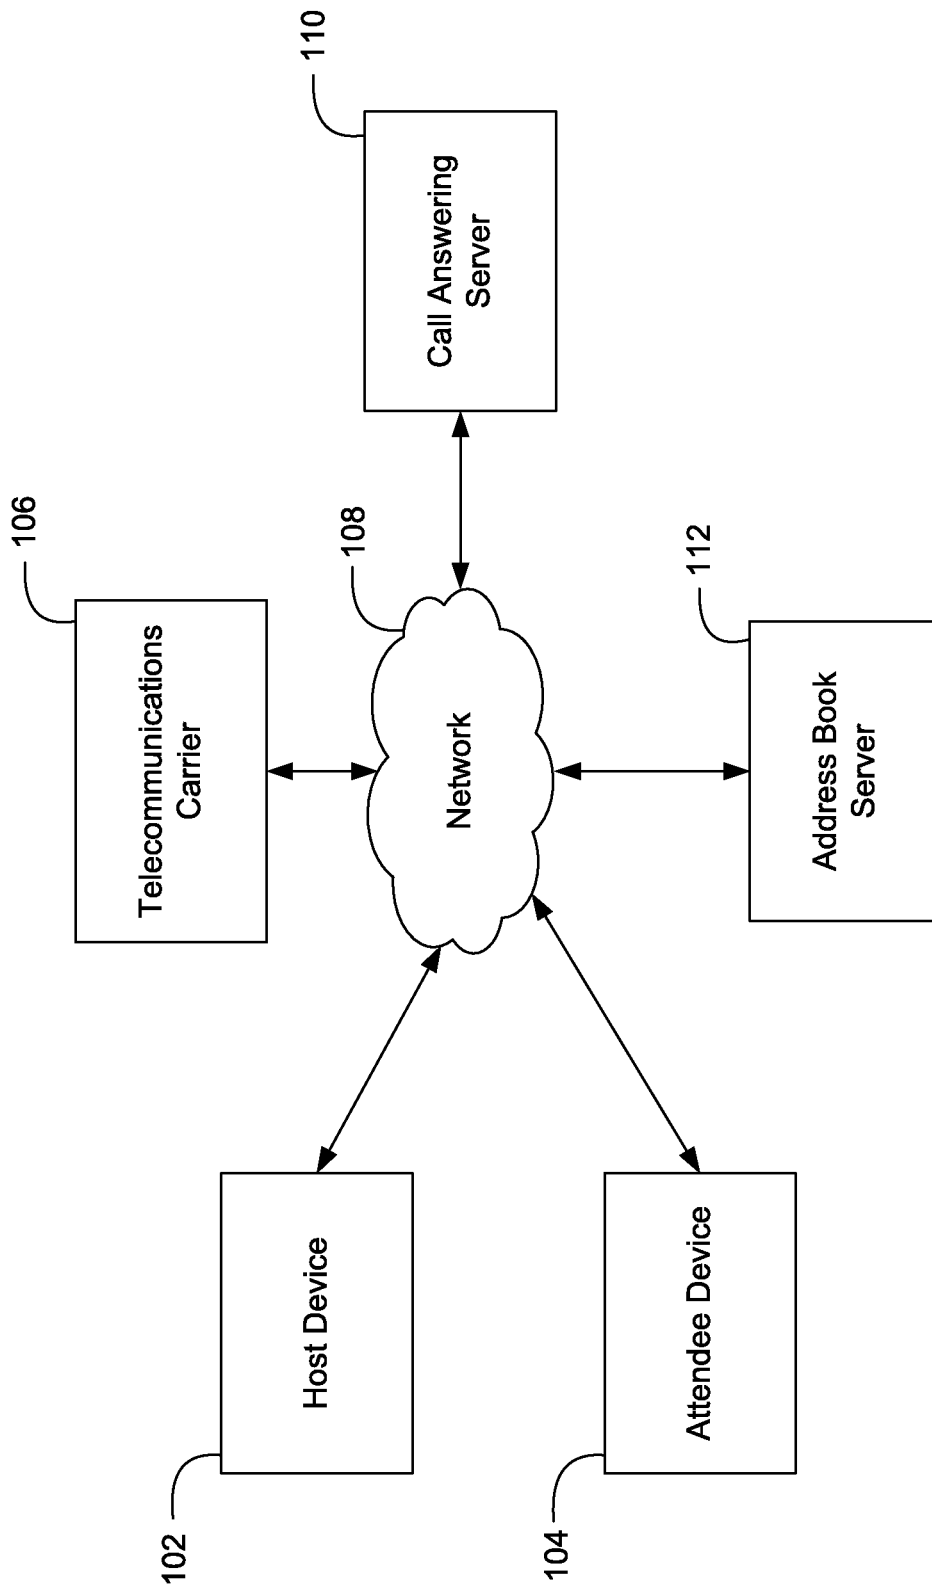 106
Telecommunications
Carrier
110
Call Answering
Server
108
Network
102
Host Device
104
Attendee Device
112
Address Book
Server